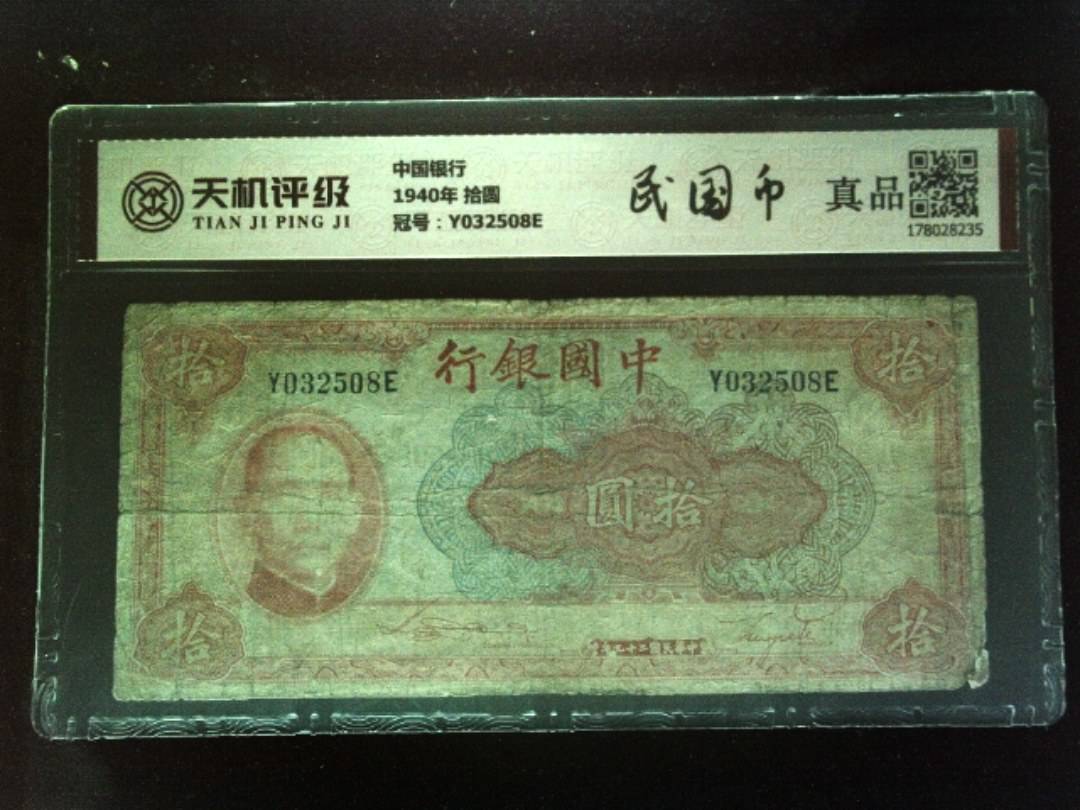 天机评级
TIAN JI PING JI
中国银行
1940年 拾圆
冠号：Y032508E
民国币
真品
178028235
拾
行銀國中
拾
Y032508E
Y032508E
圓拾
拾
拾